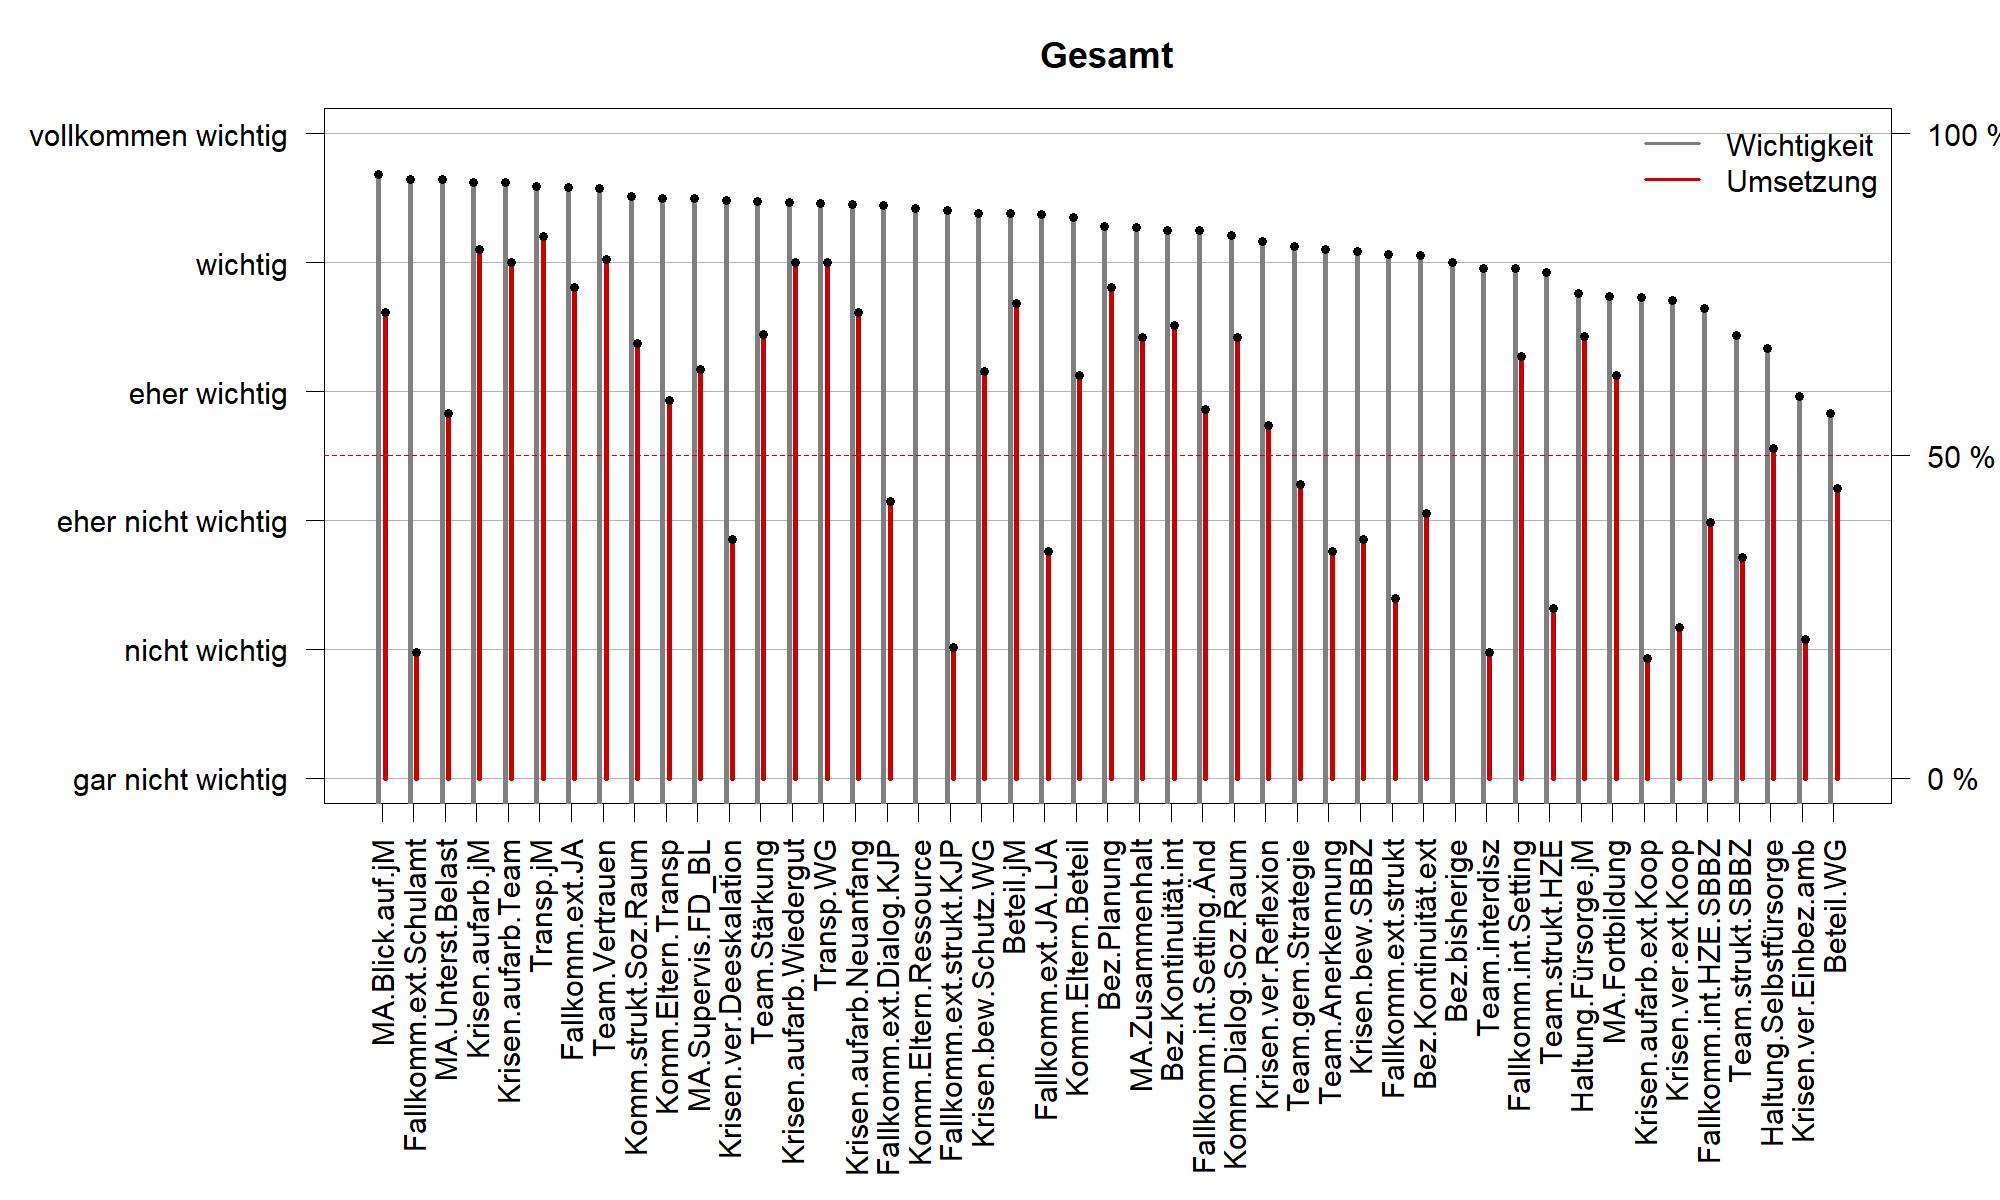 Gesamt
vollkommen wichtig
wichtig
eher wichtig
eher nicht wichtig
nicht wichtig
gar nicht wichtig
100 %
50 %
0 %
Wichtigkeit
Umsetzung
MA.Blick.auf.jM
Fallkomm.ext.Schulamt
MA.Unterst.Belast
Krisen.aufarb.jM
Krisen.aufarb.Team
Transp.jM
Fallkomm.ext.JA
Team.Vertrauen
Komm.strukt.Soz.Raum
Komm.Eltern.Transp
MA.Supervis.FD_BL
Krisen.ver.Deeskalation
Team.Stärkung
Krisen.aufarb.Wiedergut
Transp.WG
Krisen.aufarb.Neuanfang
Fallkomm.ext.Dialog.KJP
Komm.Eltern.Ressource
Fallkomm.ext.strukt.KJP
Krisen.bew.Schutz.WG
Beteil.jM
Fallkomm.ext.JA.LJA
Komm.Eltern.Beteil
Bez.Planung
MA.Zusammenhalt
Bez.Kontinuität.int
Fallkomm.int.Setting.Änd
Komm.Dialog.Soz.Raum
Krisen.ver.Reflexion
Team.gem.Strategie
Team.Anerkennung
Krisen.bew.SBBZ
Fallkomm.ext.strukt
Bez.Kontinuität.ext
Bez.bisherige
Team.interdisz
Fallkomm.int.Setting
Team.strukt.HZE
Haltung.Fürsorge.jM
MA.Fortbildung
Krisen.aufarb.ext.Koop
Krisen.ver.ext.Koop
Fallkomm.int.HZE.SBBZ
Team.strukt.SBBZ
Haltung.Selbstfürsorge
Krisen.ver.Einbez.amb
Beteil.WG